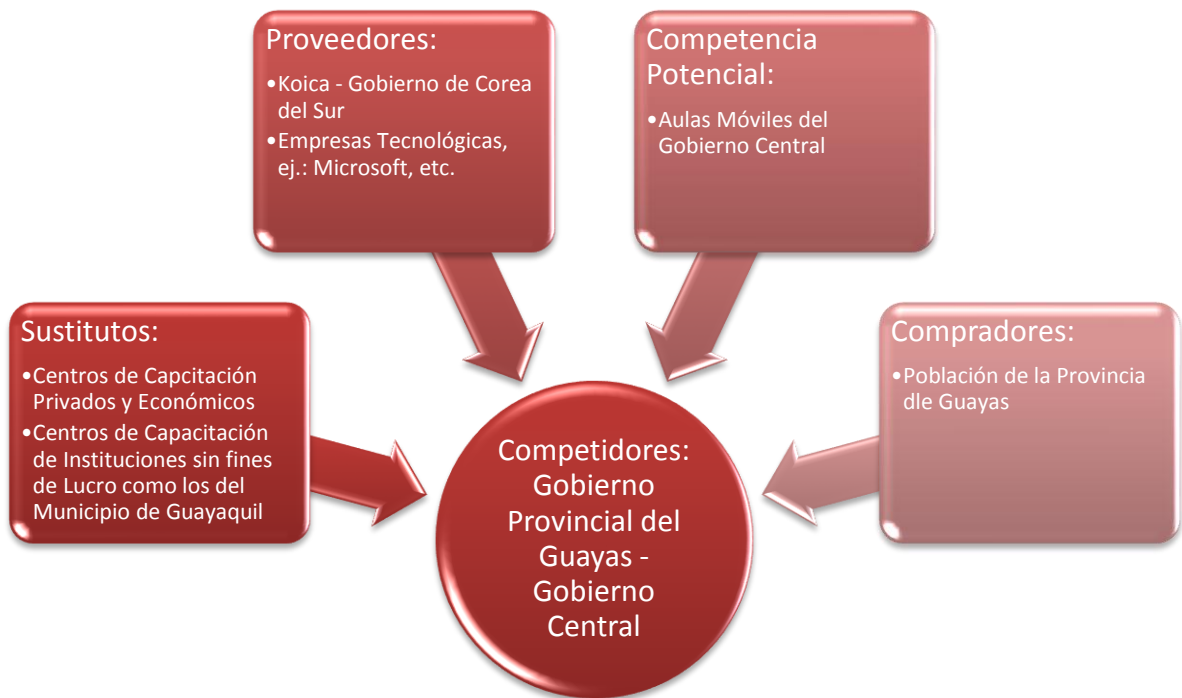 Proveedores:
•Koica - Gobierno de Corea
del Sur
•Empresas Tecnológicas,
ej.: Microsoft, etc.
Competencia
Potencial:
•Aulas Móviles del
Gobierno Central
Sustitutos:
•Centros de Capcitación
Privados y Económicos
•Centros de Capacitación
de Instituciones sin fines
de Lucro como los del
Municipio de Guayaquil
Compradores:
•Población de la Provincia
dle Guayas
Competidores:
Gobierno
Provincial del
Guayas -
Gobierno
Central